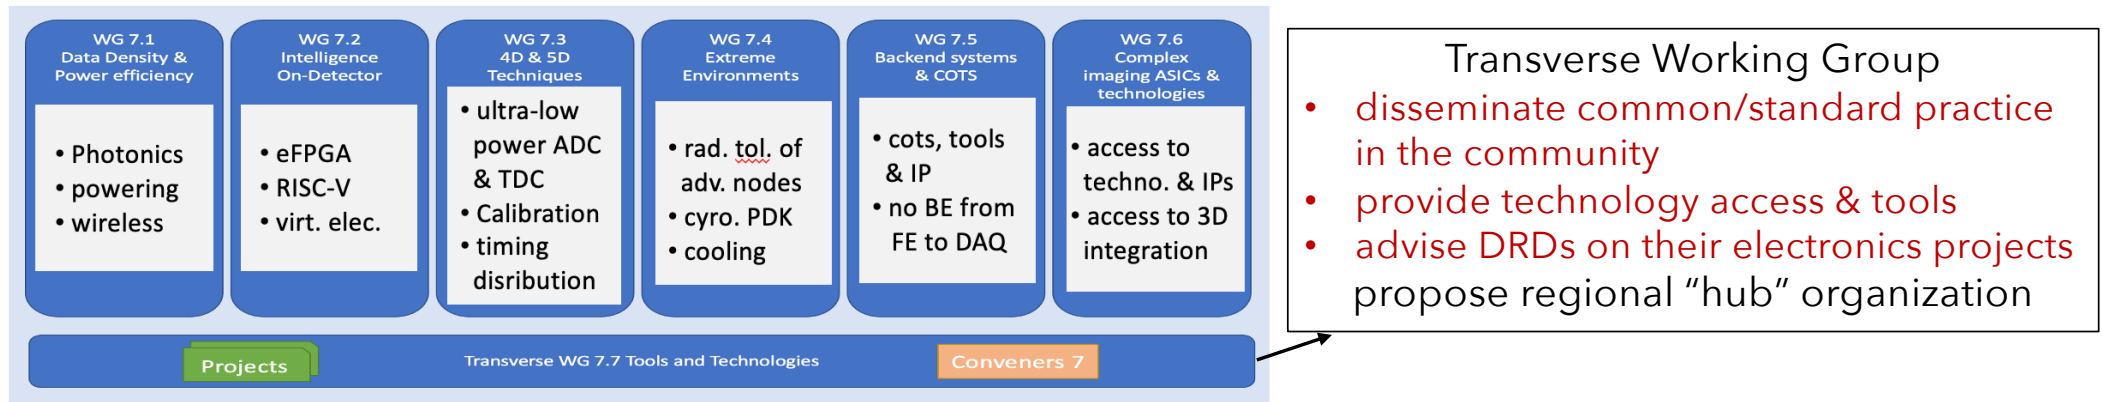 WG 7.1
Data Density &
Power efficiency
• Photonics
• powering
• wireless
WG 7.2
Intelligence
On-Detector
• eFPGA
• RISC-V
• virt. elec.
WG 7.3
4D & 5D
Techniques
• ultra-low
power ADC
& TDC
• Calibration
• timing
disribution
WG 7.4
Extreme
Environments
• rad. tol. of
adv. nodes
• cyro. PDK
• cooling
WG 7.5
Backend systems
& COTS
• cots, tools
& IP
• no BE from
FE to DAQ
WG 7.6
Complex
imaging ASICs &
technologies
• access to
techno. & IPs
• access to 3D
integration
Projects
Transverse WG 7.7 Tools and Technologies
Conveners 7
Transverse Working Group
• disseminate common/standard practice
in the community
• provide technology access & tools
• advise DRDs on their electronics projects
propose regional “hub” organization